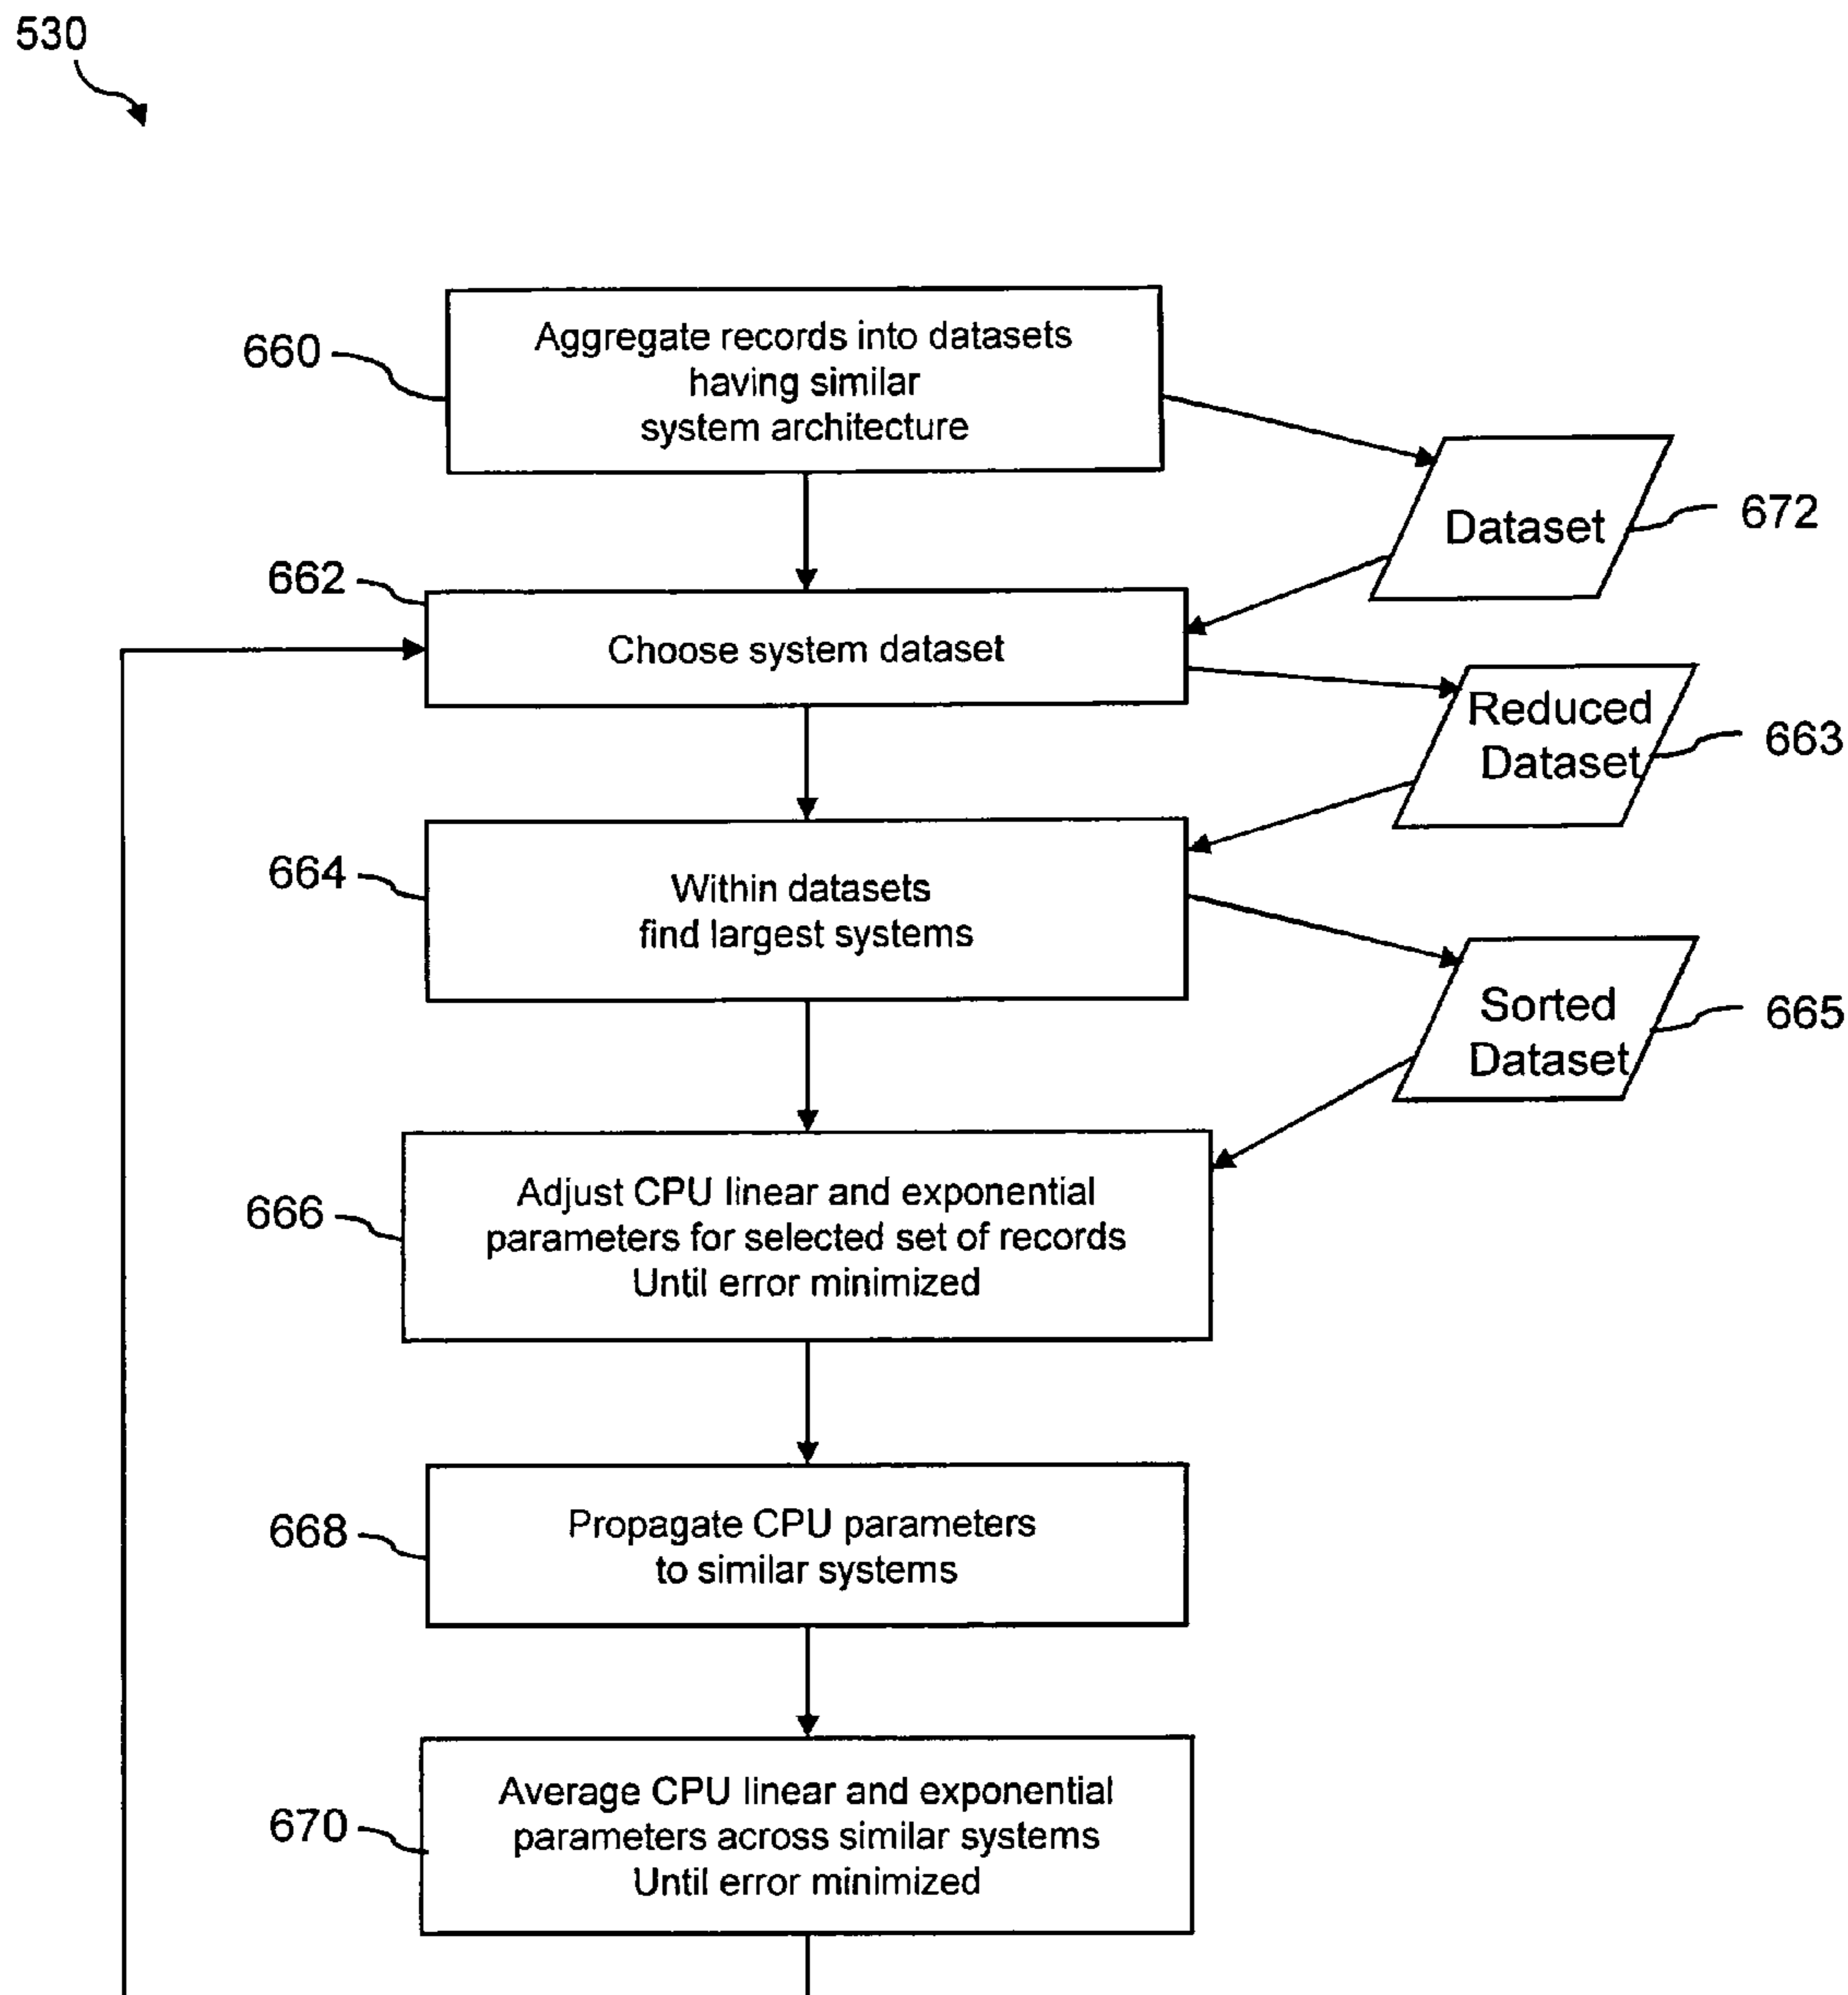 530
660
Aggregate records into datasets
having similar
system architecture
Dataset
672
662
Choose system dataset
Reduced
Dataset
663
664
Within datasets
find largest systems
Sorted
Dataset
665
666
Adjust CPU linear and exponential
parameters for selected set of records
Until error minimized
668
Propagate CPU parameters
to similar systems
670
Average CPU linear and exponential
parameters across similar systems
Until error minimized